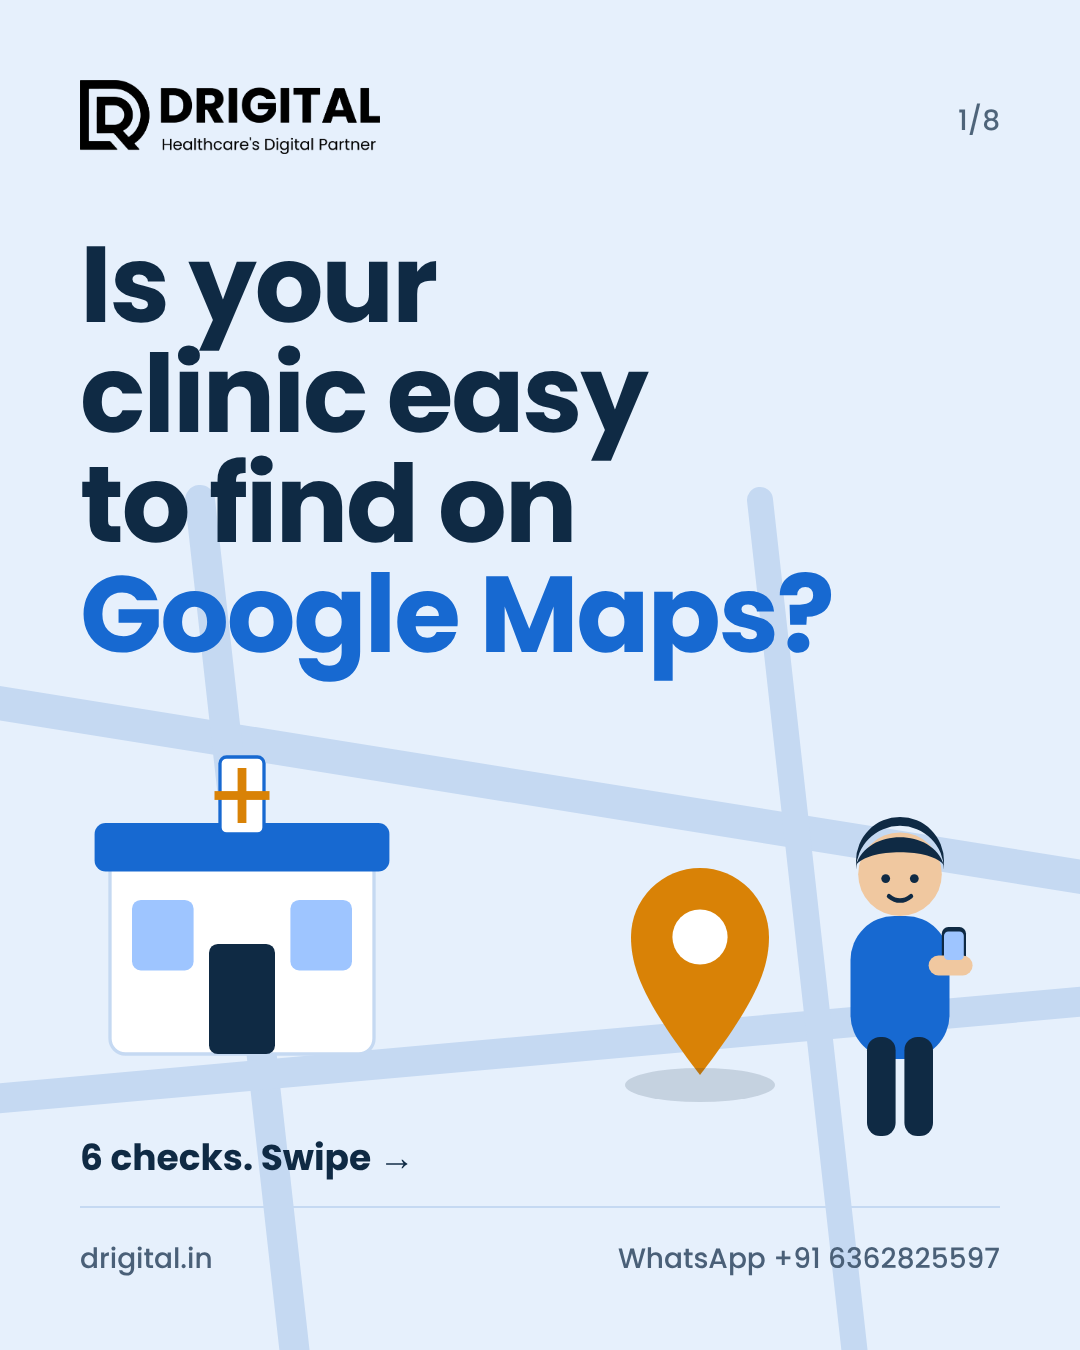 DRIGITAL
Healthcare's Digital Partner
1/8
Is your
clinic easy
to find on
Google Maps?
6 checks. Swipe →
drigital.in
WhatsApp +91 6362825597